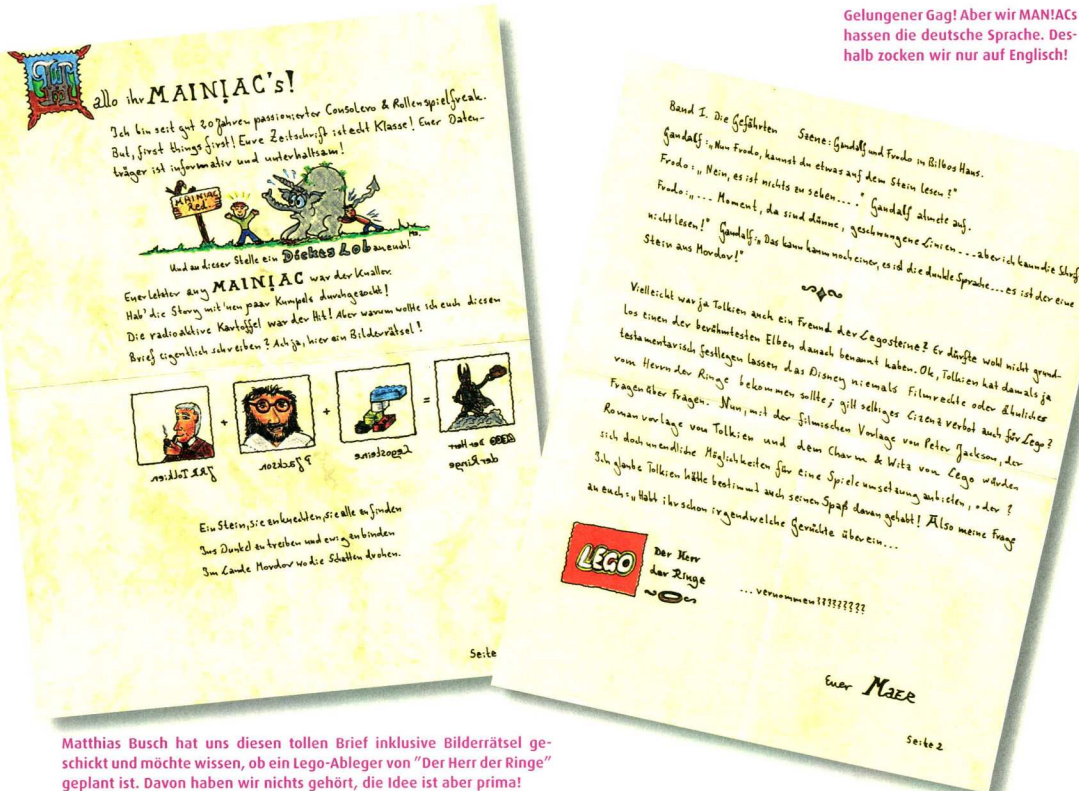 Gelungener Gag! Aber wir MAN!ACs
hassen die deutsche Sprache. Des-
halb zocken wir nur auf Englisch!
Hallo ihr MAINIAC's!
Ich bin seit gut 20 Jahren passionierter Consolero & Rollenspielfreak.
But, first things first! Eure Zeitschrift ist echt Klasse! Euer Daten-
träger ist informativ und unterhaltsam!
MAINIAC
Red.
Und an dieser Stelle ein Dickes Lob an euch!
Euer letzter MAINIAC war der Knaller.
Hab' die Story mit 'nen paar Kumpels durchgezockt!
Die radioaktive Kartoffel war der Hit! Aber warum wollte ich euch diesen
Brief eigentlich schreiben? Ach ja, hier ein Bilderrätsel!
+ + =
JRR Tolkien
P Jackson
Legosteine
LEGO Der Herr
der Ringe
Ein Stein, sie zu knechten, sie alle zu finden
Ins Dunkel zu treiben und ewig zu binden
Im Lande Mordor wo die Schatten drohen.
Seite
Band I. Die Gefährten Szene: Gandalf und Frodo in Bilbos Haus.
Gandalf: „Nun Frodo, kannst du etwas auf dem Stein lesen?"
Frodo: „Nein, es ist nichts zu sehen...." Gandalf atmete auf.
Frodo: „... Moment, da sind dünne, geschwungene Linien... aber ich kann die Schrift
nicht lesen!" Gandalf: „Das kann kaum noch einer, es ist die dunkle Sprache... es ist der eine
Stein aus Mordor!"
Vielleicht war ja Tolkien auch ein Freund der Legosteine? Er dürfte wohl nicht grund-
los einen der berühmtesten Elben danach benannt haben. Ok, Tolkien hat damals ja
testamentarisch festlegen lassen das Disney niemals Filmrechte oder ähnliches
vom Herrn der Ringe bekommen sollte; gilt selbiges Lizenzverbot auch für Lego?
Fragen über Fragen. Nun, mit der filmischen Vorlage von Peter Jackson, der
Romanvorlage von Tolkien und dem Charm & Witz von Lego würden
sich doch unendliche Möglichkeiten für eine Spieleumsetzung anbieten, oder?
Ich glaube Tolkien hätte bestimmt auch seinen Spaß daran gehabt! Also meine Frage
an euch: „Habt ihr schon irgendwelche Gerüchte über ein...
LEGO
Der Herr
der Ringe
... vernommen?????????
Euer MAER
Seite 2
Matthias Busch hat uns diesen tollen Brief inklusive Bilderrätsel ge-
schickt und möchte wissen, ob ein Lego-Ableger von "Der Herr der Ringe"
geplant ist. Davon haben wir nichts gehört, die Idee ist aber prima!